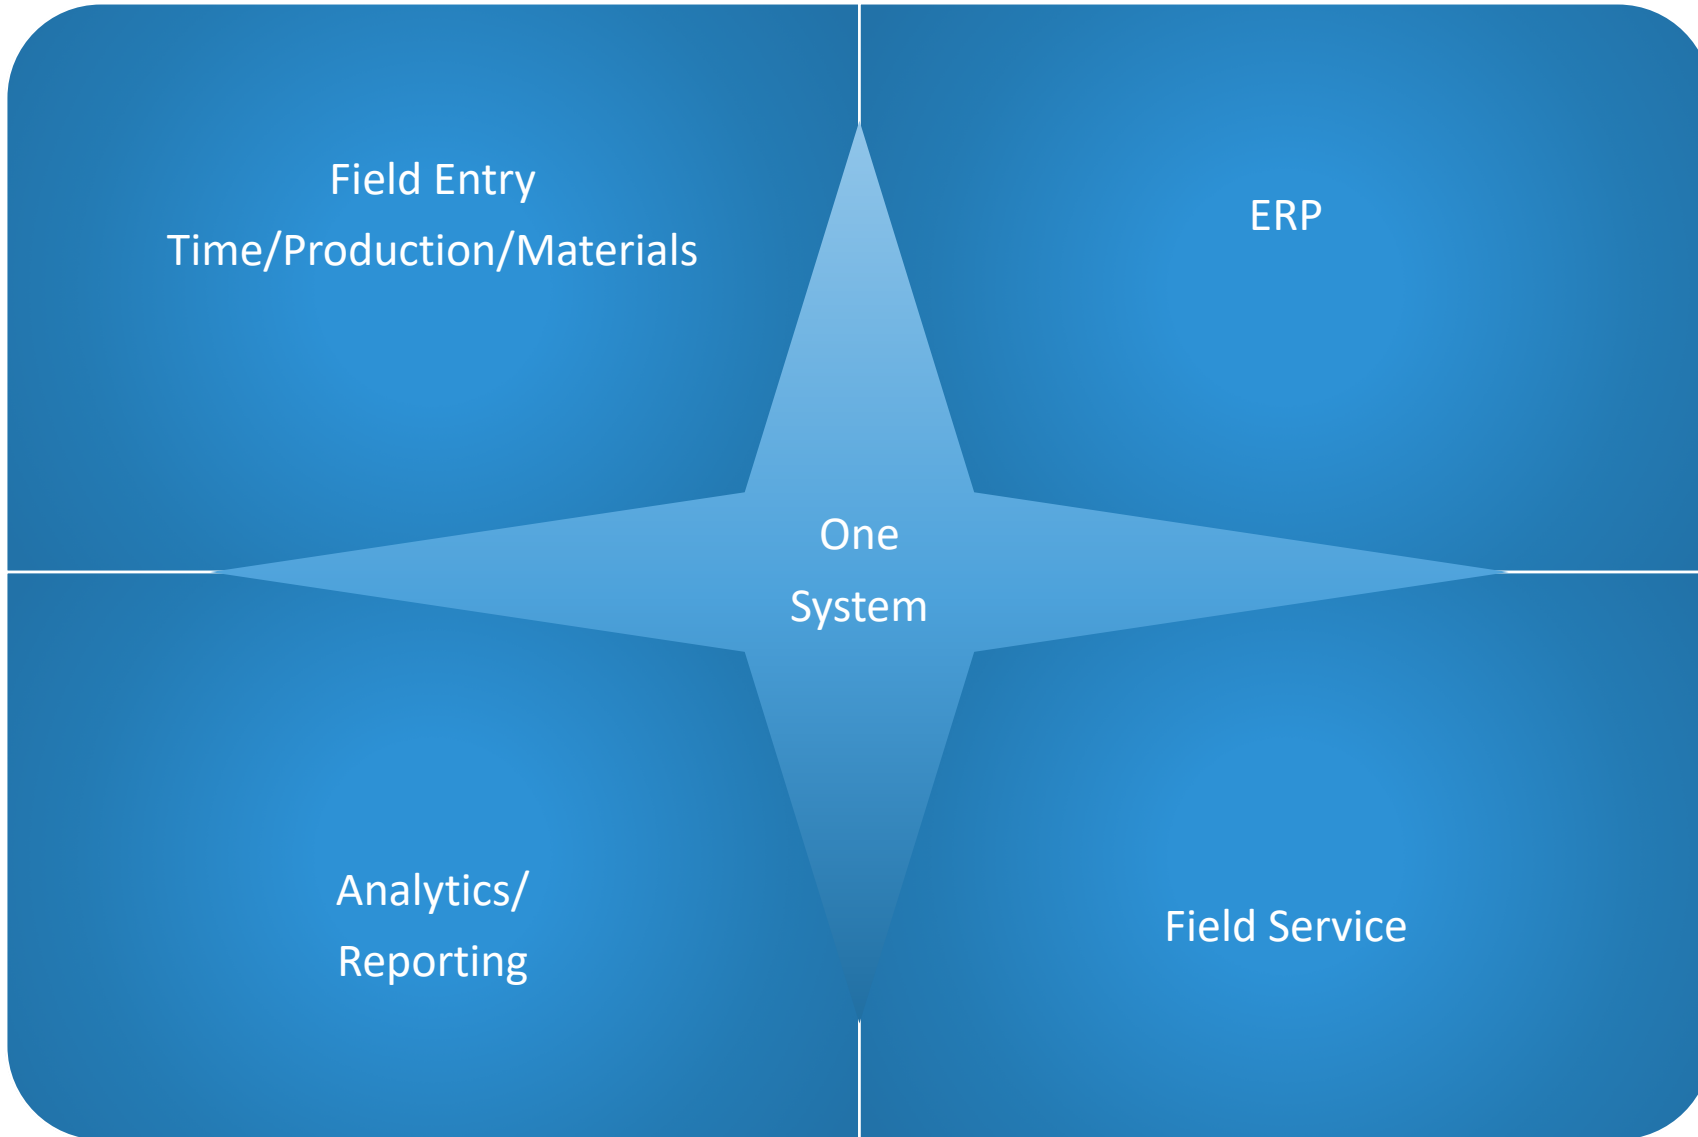 Field Entry
Time/Production/Materials
ERP
One
System
Analytics/
Reporting
Field Service